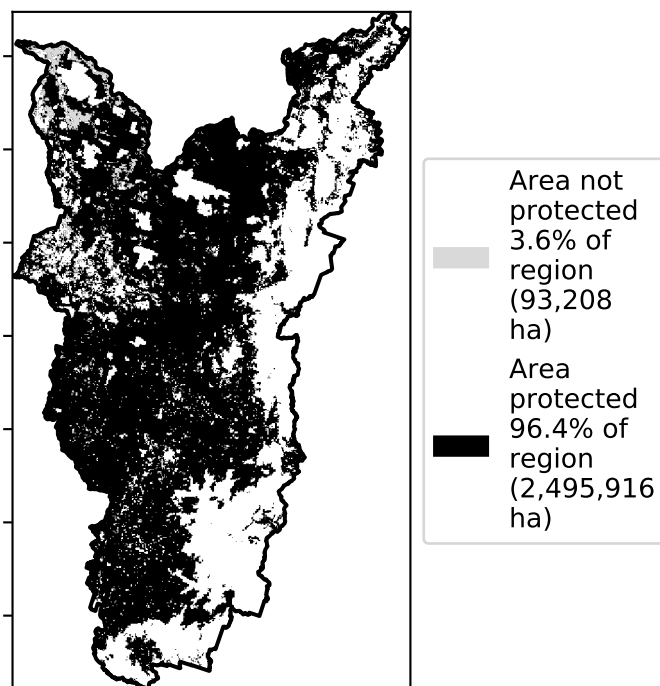 Area not
protected
3.6% of
region
(93,208
ha)
Area
protected
96.4% of
region
(2,495,916
ha)